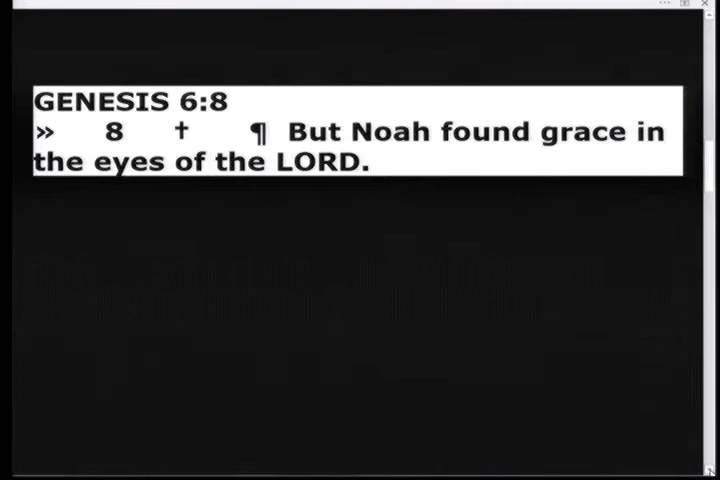 GENESIS 6:8
» 8 † ¶ But Noah found grace in
the eyes of the LORD.